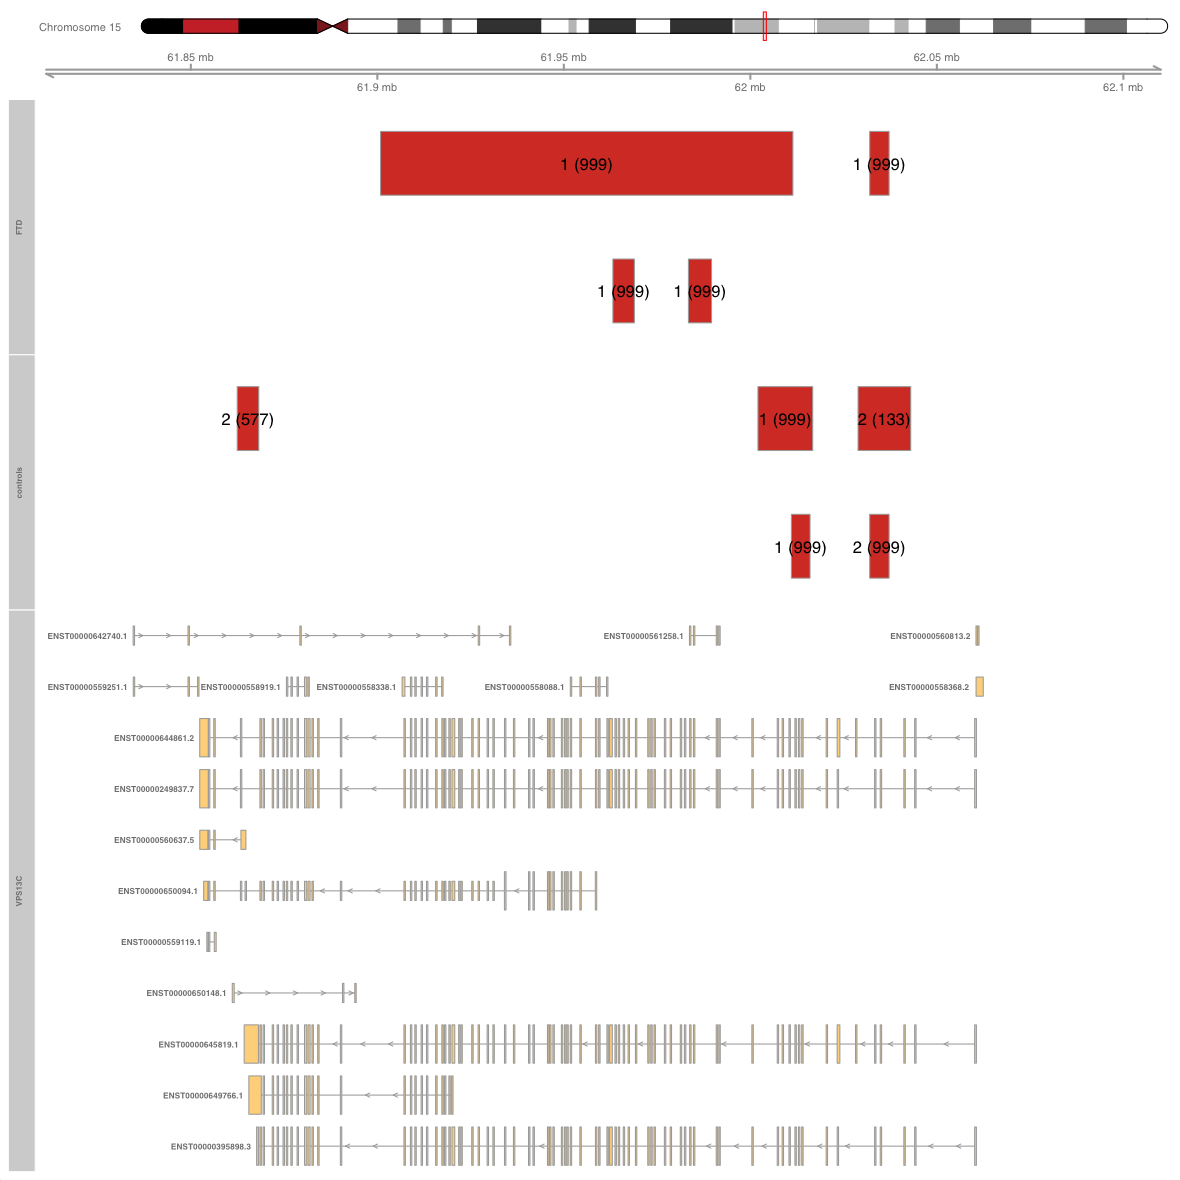 Chromosome 15
61.85 mb
61.95 mb
62.05 mb
61.9 mb
62 mb
62.1 mb
FTD
1 (999)
1 (999)
1 (999)
1 (999)
controls
2 (577)
1 (999)
2 (133)
1 (999)
2 (999)
VPS13C
ENST00000642740.1
ENST00000561258.1
ENST00000560813.2
ENST00000559251.1
ENST00000558919.1
ENST00000558338.1
ENST00000558088.1
ENST00000558368.2
ENST00000644861.2
ENST00000249837.7
ENST00000560637.5
ENST00000650094.1
ENST00000559119.1
ENST00000650148.1
ENST00000645819.1
ENST00000649766.1
ENST00000395898.3